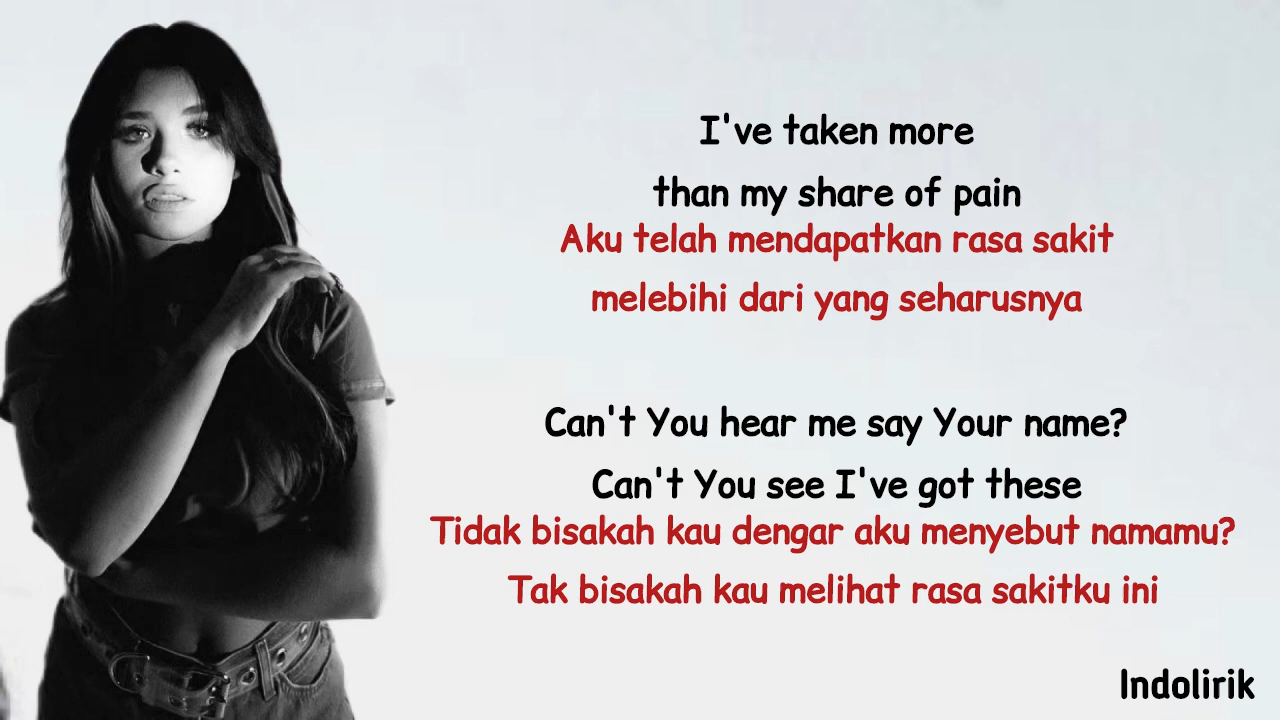 I've taken more
than my share of pain
Aku telah mendapatkan rasa sakit
melebihi dari yang seharusnya
Can't You hear me say Your name?
Can't You see I've got these
Tidak bisakah kau dengar aku menyebut namamu?
Tak bisakah kau melihat rasa sakitku ini
Indolirik